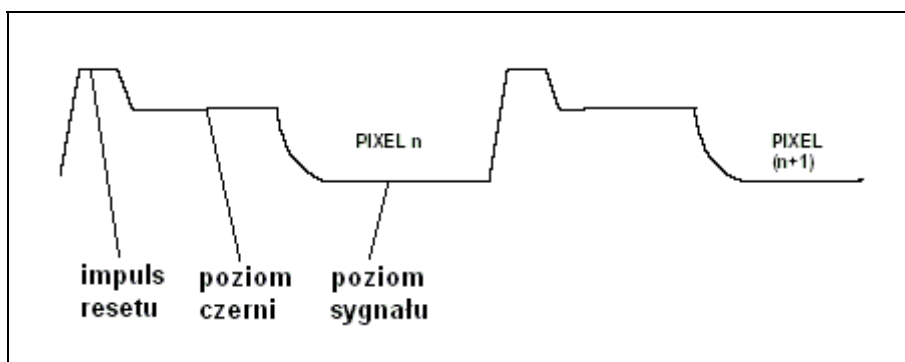 PIXEL n
PIXEL
(n+1)
impuls
resetu
poziom
czerni
poziom
sygnału